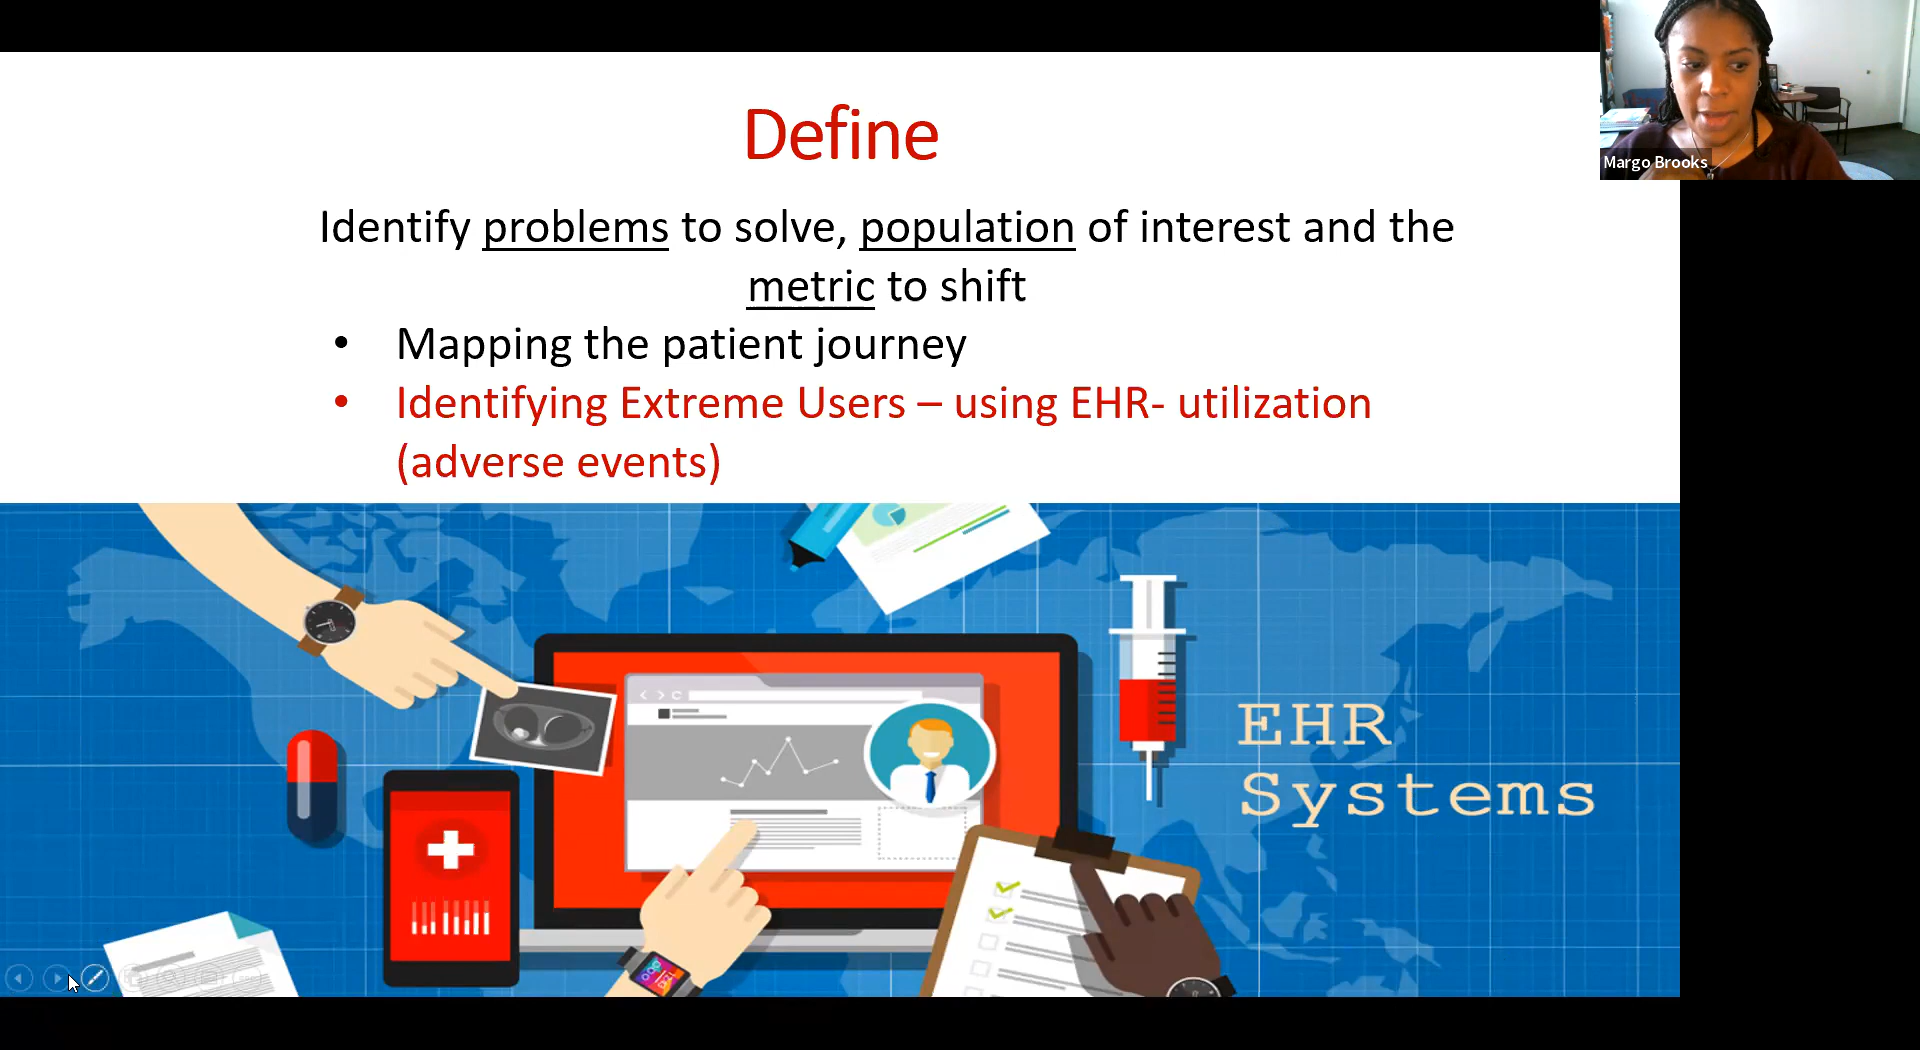 Define
Identify problems to solve, population of interest and the
metric to shift
• Mapping the patient journey
• Identifying Extreme Users – using EHR- utilization
(adverse events)
EHR
Systems
Margo Brooks